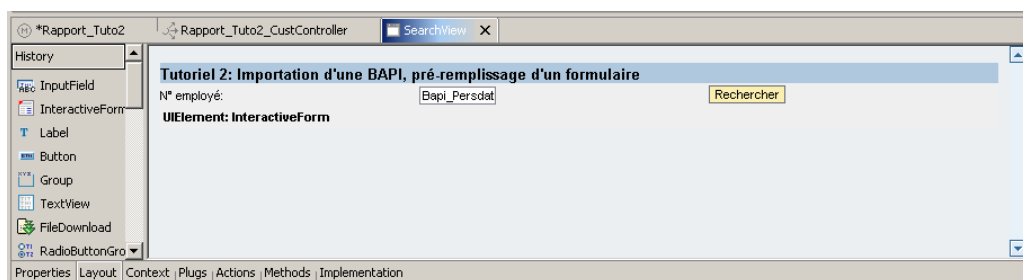 *Rapport_Tuto2 Rapport_Tuto2_CustController SearchView X
History
InputField
InteractiveForm
Label
Button
Group
TextView
FileDownload
RadioButtonGro
Tutoriel 2: Importation d'une BAPI, pré-remplissage d'un formulaire
N° employé: Bapi_Persdat Rechercher
UIElement: InteractiveForm
Properties Layout Context Plugs Actions Methods Implementation